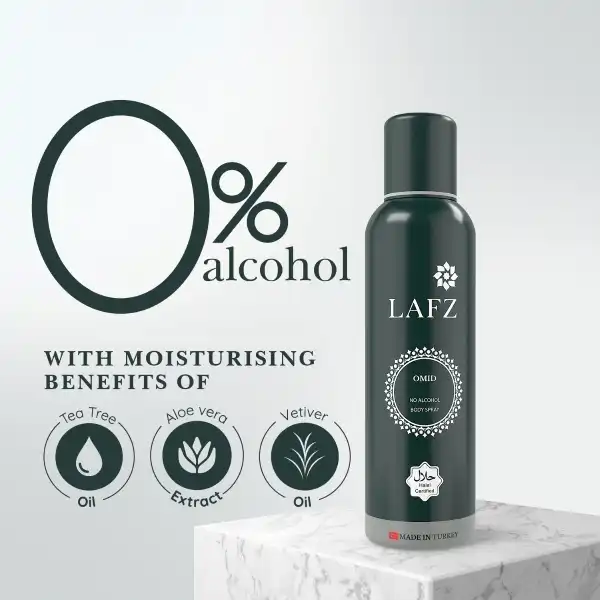 0%
alcohol
WITH MOISTURISING
BENEFITS OF
Tea Tree
Oil
Aloe vera
Extract
Vetiver
Oil
LAFZ
OMID
NO ALCOHOL
BODY SPRAY
حلال
Halal
Certified
MADE IN TURKEY